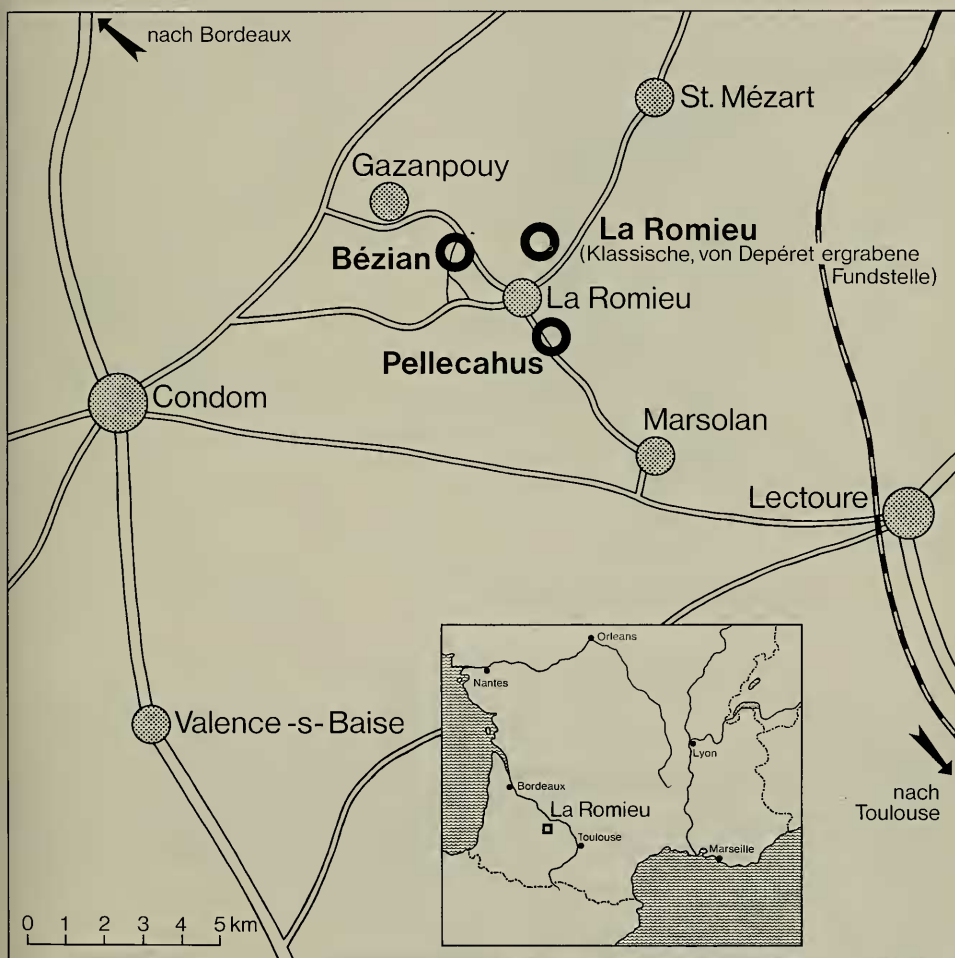 nach Bordeaux
St. Mézart
Gazanpouy
La Romieu
(Klassische, von Depéret ergrabene
Fundstelle)
Bézian
La Romieu
Pellecahus
Condom
Marsolan
Lectoure
Orleans
Nantes
Valence-s-Baise
Lyon
Bordeaux
La Romieu
Toulouse
Marseille
nach
Toulouse
0 1 2 3 4 5 km